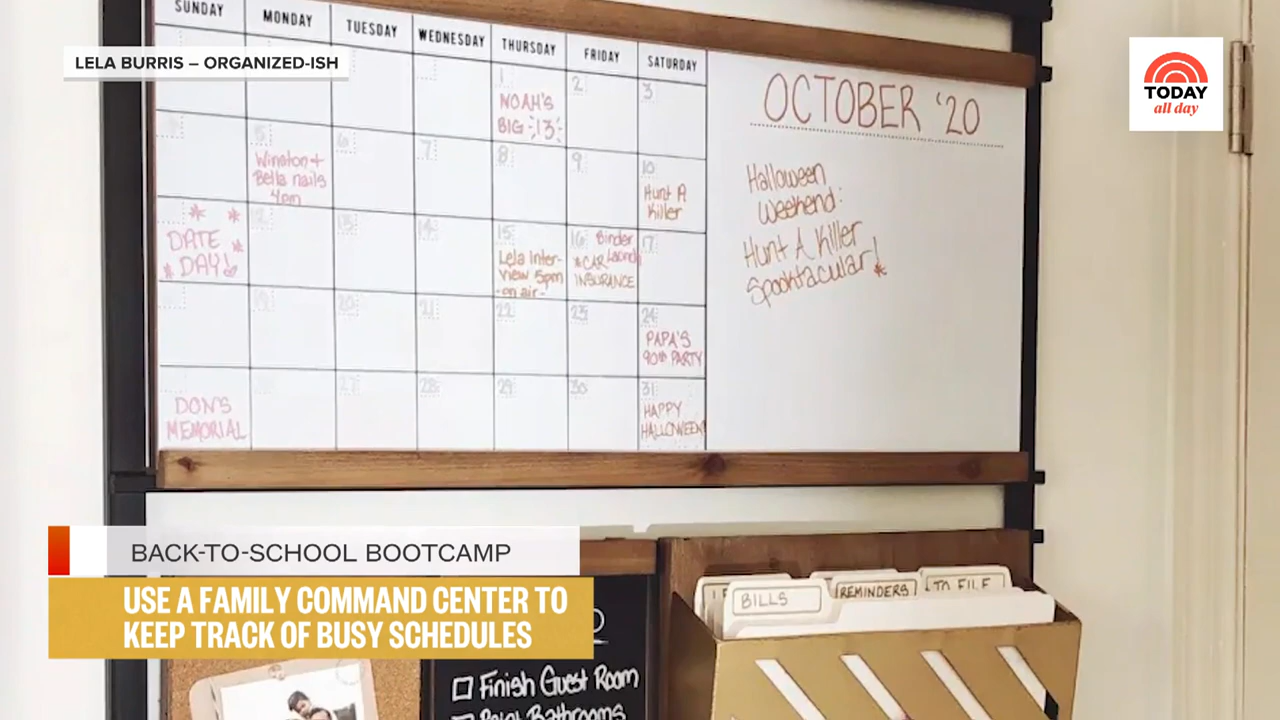 SUNDAY MONDAY TUESDAY WEDNESDAY THURSDAY FRIDAY SATURDAY
LELA BURRIS – ORGANIZED-ISH
TODAY
all day
OCTOBER '20
1 2 3
NOAH'S
BIG 13
5 6 7 8 9 10
Winston +
Bella nails
4pm
Hunt A
Killer
Halloween
Weekend:
Hunt A Killer
Spooktacular!
12 13 14 15 16 17
DATE
DAY!
Lela Inter-
view 5pm
-on air-
Binder
Launch
*CAR
INSURANCE
19 20 21 22 23 24
PAPA'S
90th PARTY
27 28 29 30 31
DON'S
MEMORIAL
HAPPY
HALLOWEEN!
BACK-TO-SCHOOL BOOTCAMP
USE A FAMILY COMMAND CENTER TO
KEEP TRACK OF BUSY SCHEDULES
BILLS
REMINDERS
TO FILE
Finish Guest Room
Bathrooms